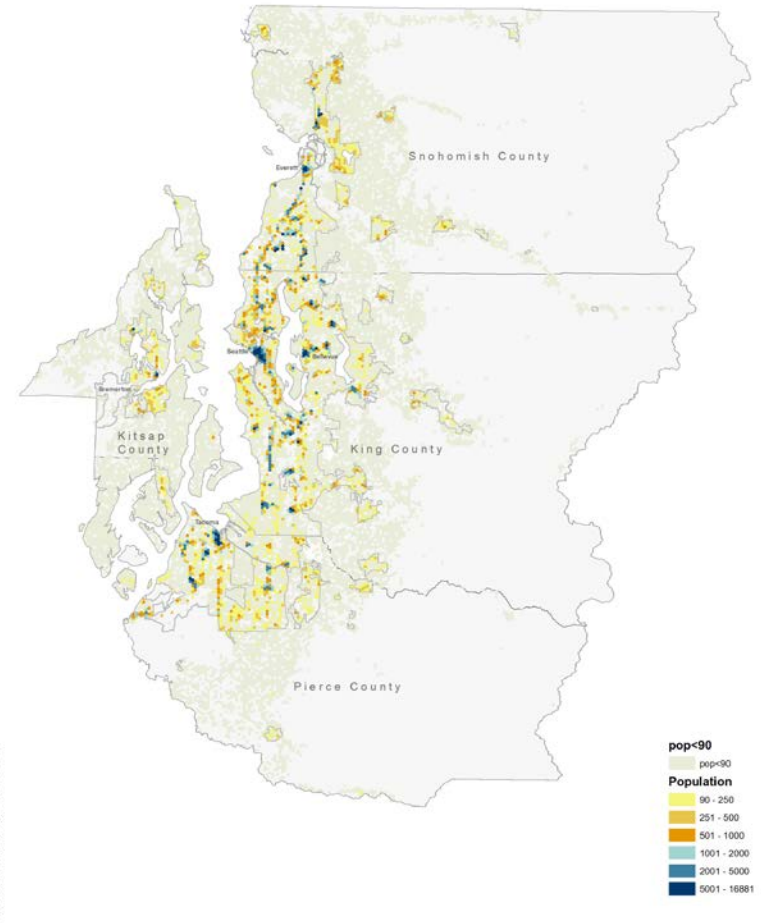 Snohomish County
Everett
Seattle
Bellevue
Bremerton
Kitsap
County
King County
Tacoma
Pierce County
pop<90
pop<90
Population
90 - 250
251 - 500
501 - 1000
1001 - 2000
2001 - 5000
5001 - 16881